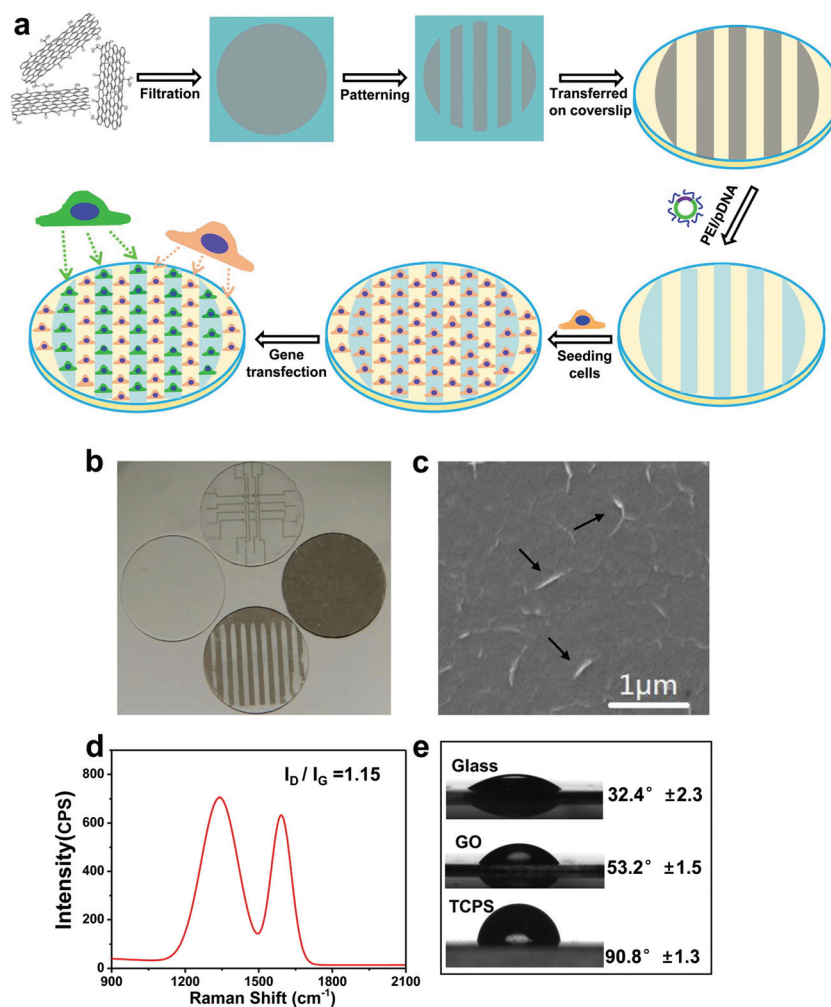 a
Filtration
Patterning
Transferred
on coverslip
PEI/pDNA
Seeding
cells
Gene
transfection
b
c
1μm
d
I_D / I_G =1.15
Intensity(CPS)
800
600
400
200
0
900
1200
1500
1800
2100
Raman Shift (cm⁻¹)
e
Glass
32.4° ±2.3
GO
53.2° ±1.5
TCPS
90.8° ±1.3